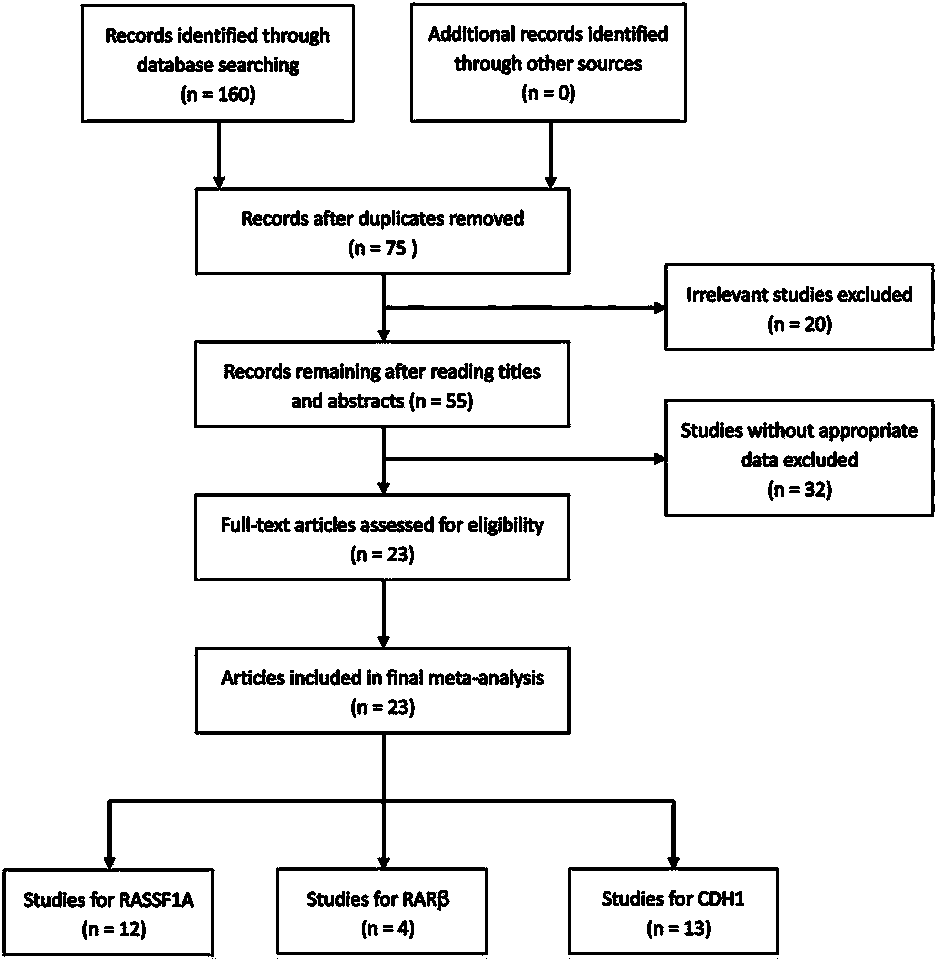 Records identified through
database searching
(n = 160)
Additional records identified
through other sources
(n = 0)
Records after duplicates removed
(n = 75 )
Irrelevant studies excluded
(n = 20)
Records remaining after reading titles
and abstracts (n = 55)
Studies without appropriate
data excluded
(n = 32)
Full-text articles assessed for eligibility
(n = 23)
Articles included in final meta-analysis
(n = 23)
Studies for RASSF1A
(n = 12)
Studies for RARβ
(n = 4)
Studies for CDH1
(n = 13)